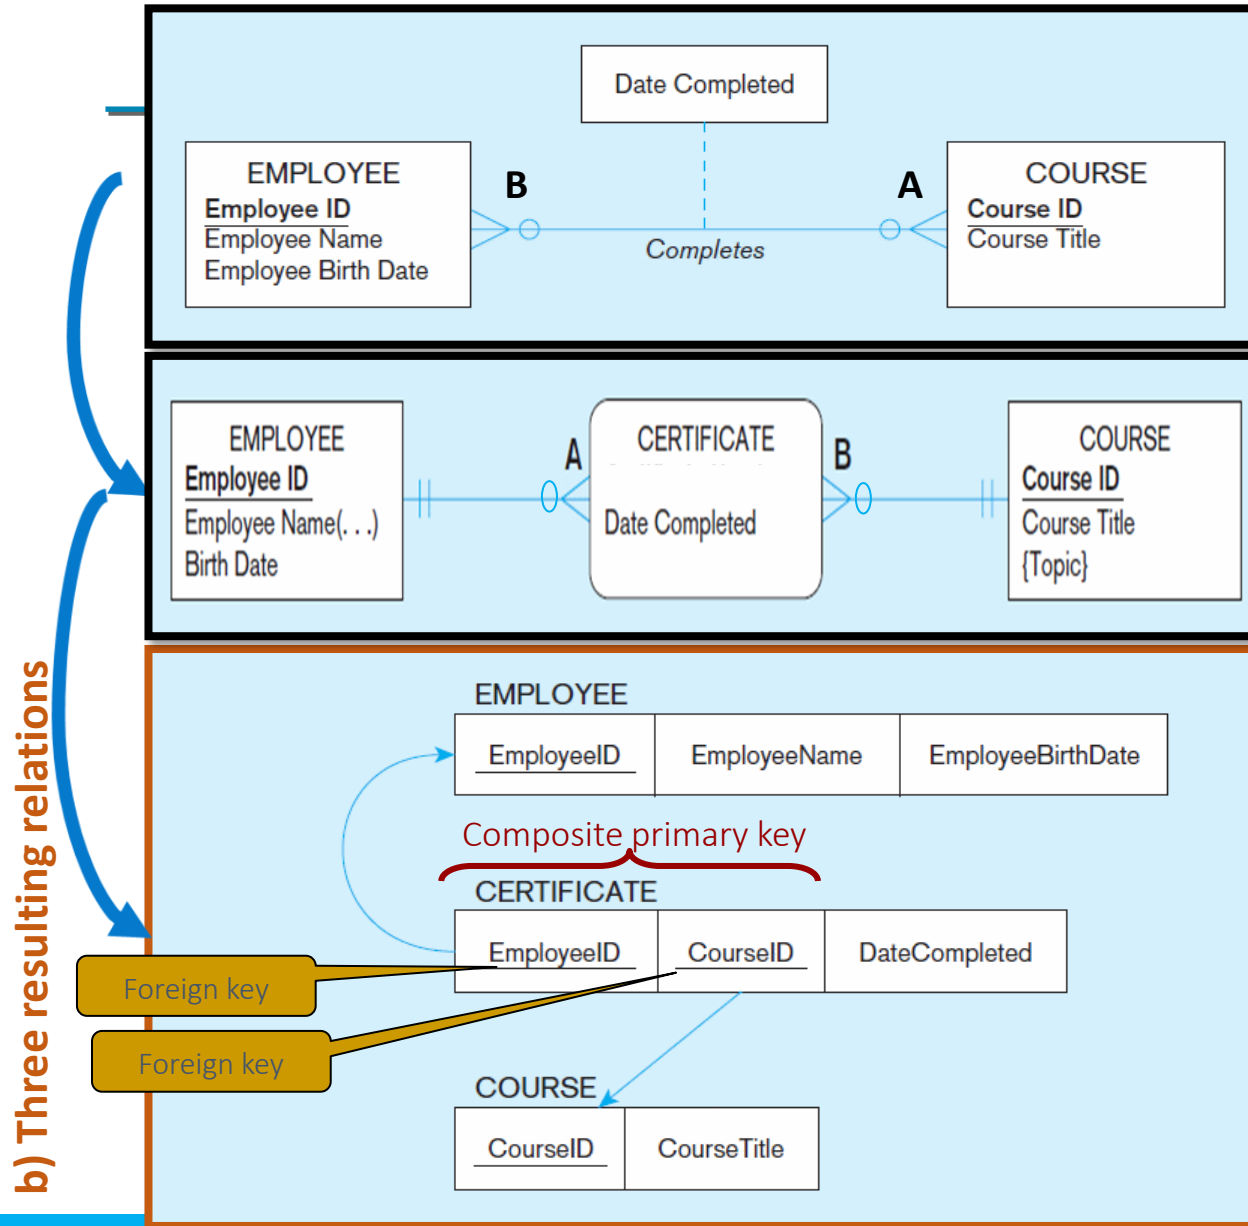 Date Completed
EMPLOYEE
Employee ID
Employee Name
Employee Birth Date
B
Completes
A
COURSE
Course ID
Course Title
EMPLOYEE
Employee ID
Employee Name(. . .)
Birth Date
A
CERTIFICATE
Date Completed
B
COURSE
Course ID
Course Title
{Topic}
b) Three resulting relations
EMPLOYEE
EmployeeID EmployeeName EmployeeBirthDate
Composite primary key
CERTIFICATE
EmployeeID CourseID DateCompleted
Foreign key
Foreign key
COURSE
CourseID CourseTitle